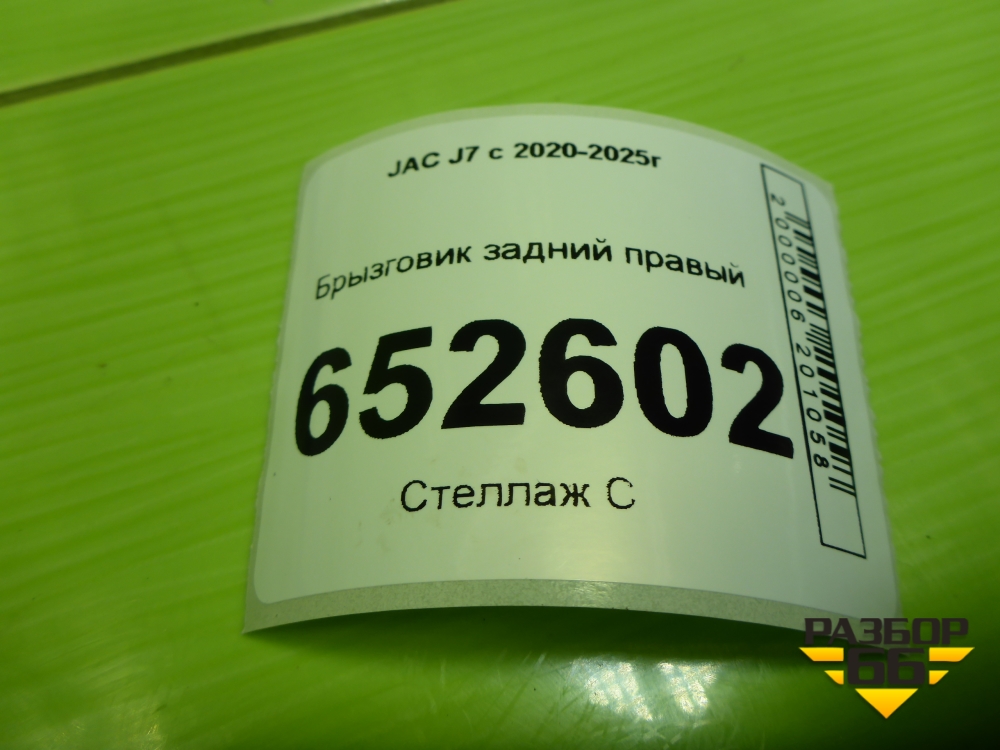 JAC J7 с 2020-2025г
Брызговик задний правый
652602
Стеллаж С
2000006201058
РАЗБОР
66